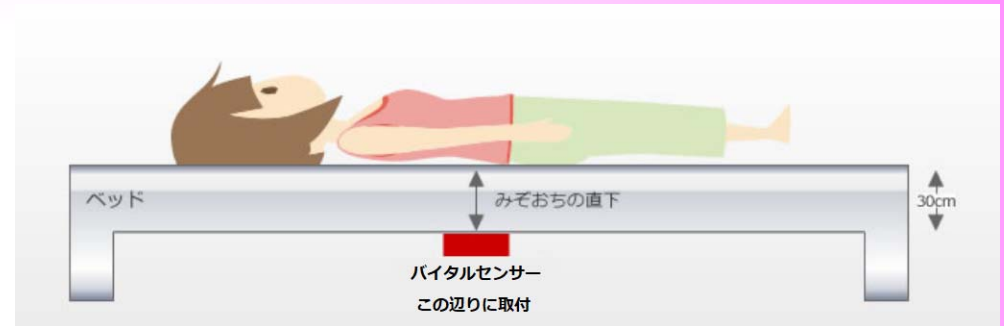 ベッド
みぞおちの直下
30cm
バイタルセンサー
この辺りに取付